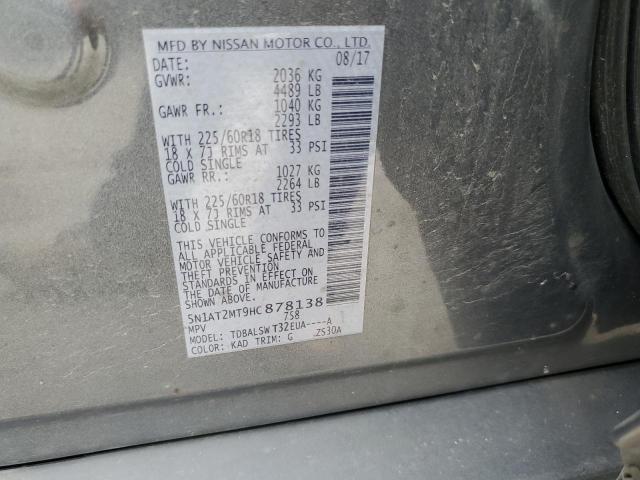 MFD BY NISSAN MOTOR CO., LTD.
DATE: 08/17
GVWR: 2036 KG
4489 LB
GAWR FR.: 1040 KG
2293 LB
WITH 225/60R18 TIRES
18 X 7J RIMS AT 33 PSI
COLD SINGLE
GAWR RR.: 1027 KG
2264 LB
WITH 225/60R18 TIRES
18 X 7J RIMS AT 33 PSI
COLD SINGLE
THIS VEHICLE CONFORMS TO
ALL APPLICABLE FEDERAL
MOTOR VEHICLE SAFETY AND
THEFT PREVENTION
STANDARDS IN EFFECT ON
THE DATE OF MANUFACTURE
SHOWN ABOVE.
5N1AT2MT9HC878138
MPV 758
MODEL: TDBALSWT32EUA----A
COLOR: KAD TRIM: G ZS30A